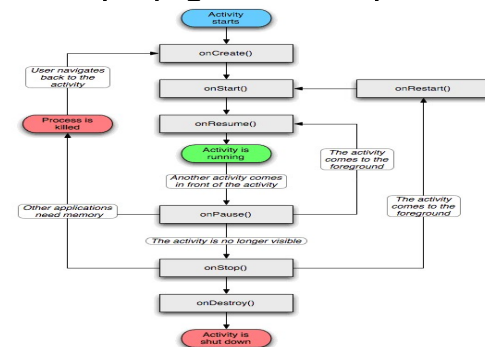 Activity
starts
onCreate()
User navigates
back to the
activity
onStart()
onRestart()
Process is
killed
onResume()
Activity is
running
The activity
comes to the
foreground
Another activity comes
in front of the activity
Other applications
need memory
onPause()
The activity
comes to the
foreground
The activity is no longer visible
onStop()
onDestroy()
Activity is
shut down